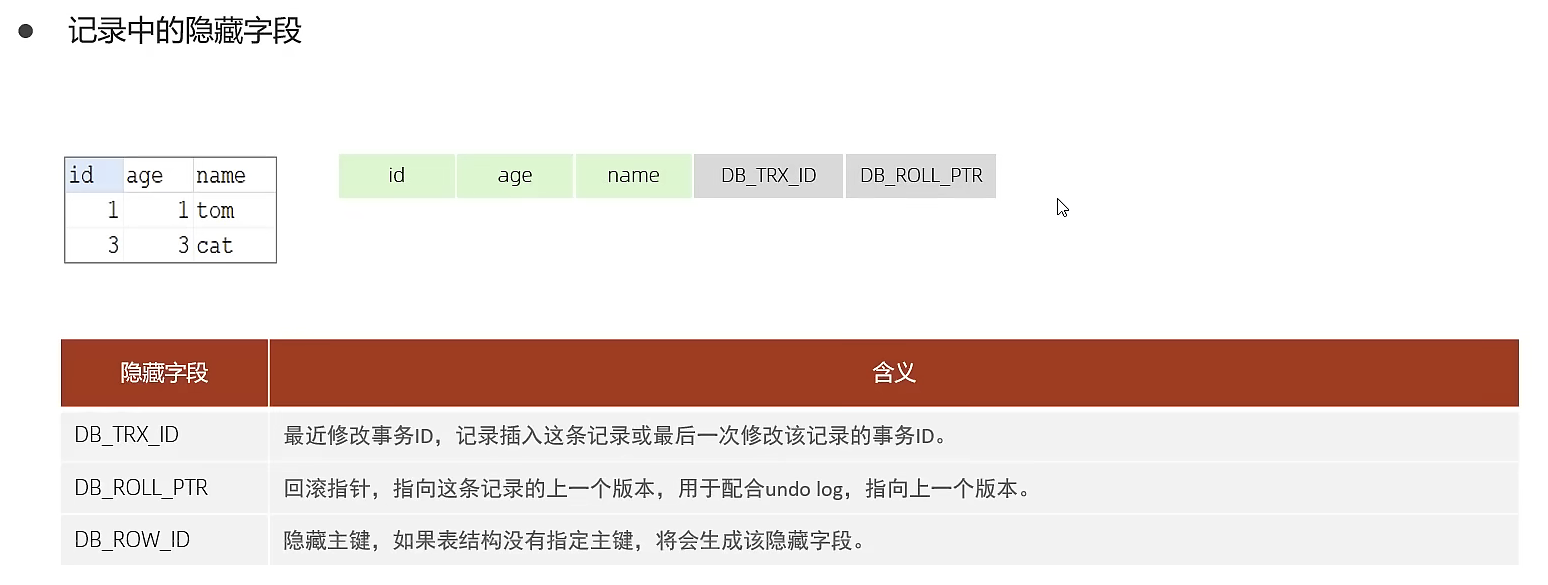 记录中的隐藏字段
id age name
1 1 tom
3 3 cat
id age name DB_TRX_ID DB_ROLL_PTR
隐藏字段 含义
DB_TRX_ID 最近修改事务ID，记录插入这条记录或最后一次修改该记录的事务ID。
DB_ROLL_PTR 回滚指针，指向这条记录的上一个版本，用于配合undo log，指向上一个版本。
DB_ROW_ID 隐藏主键，如果表结构没有指定主键，将会生成该隐藏字段。